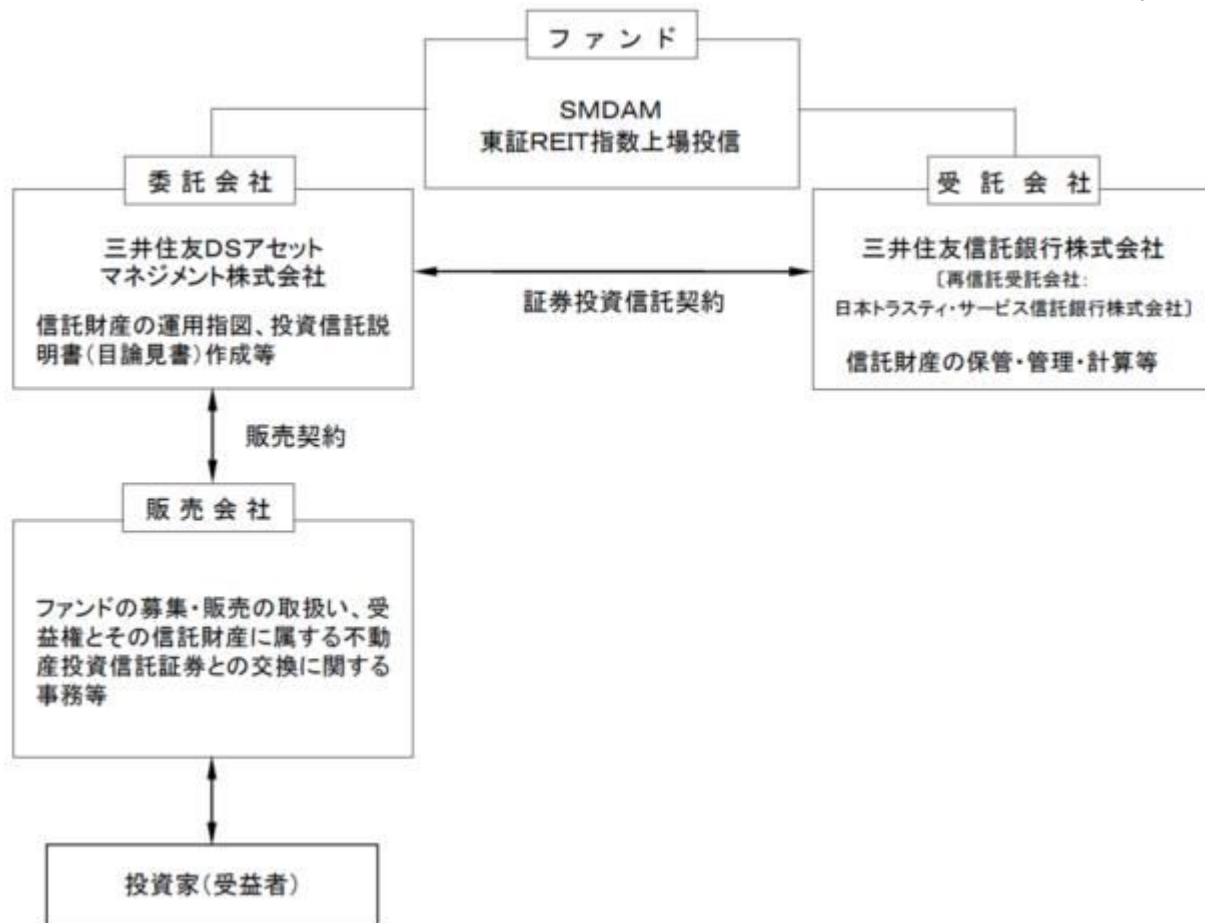 ファンド
SMDAM
東証REIT指数上場投信
委託会社
三井住友DSアセット
マネジメント株式会社
信託財産の運用指図、投資信託説
明書(目論見書)作成等
証券投資信託契約
受託会社
三井住友信託銀行株式会社
〔再信託受託会社:
日本トラスティ・サービス信託銀行株式会社〕
信託財産の保管・管理・計算等
販売契約
販売会社
ファンドの募集・販売の取扱い、受
益権とその信託財産に属する不動
産投資信託証券との交換に関する
事務等
投資家(受益者)